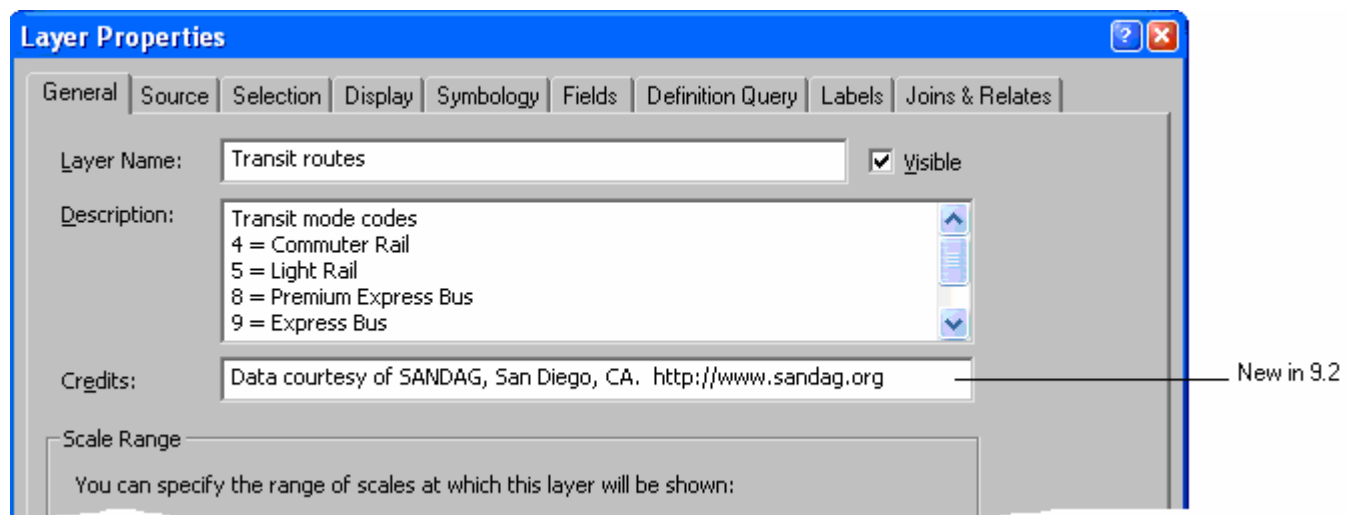 Layer Properties
General Source Selection Display Symbology Fields Definition Query Labels Joins & Relates
Layer Name: Transit routes Visible
Description: Transit mode codes
4 = Commuter Rail
5 = Light Rail
8 = Premium Express Bus
9 = Express Bus
Credits: Data courtesy of SANDAG, San Diego, CA. http://www.sandag.org New in 9.2
Scale Range
You can specify the range of scales at which this layer will be shown: